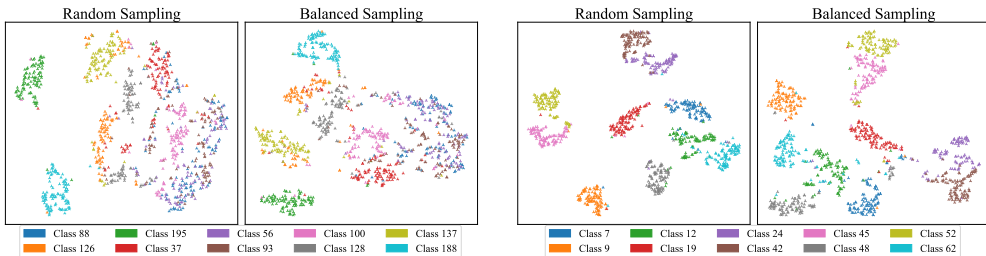 Random Sampling
Balanced Sampling
Random Sampling
Balanced Sampling
Class 88
Class 195
Class 56
Class 100
Class 137
Class 126
Class 37
Class 93
Class 128
Class 188
Class 7
Class 12
Class 24
Class 45
Class 52
Class 9
Class 19
Class 42
Class 48
Class 62